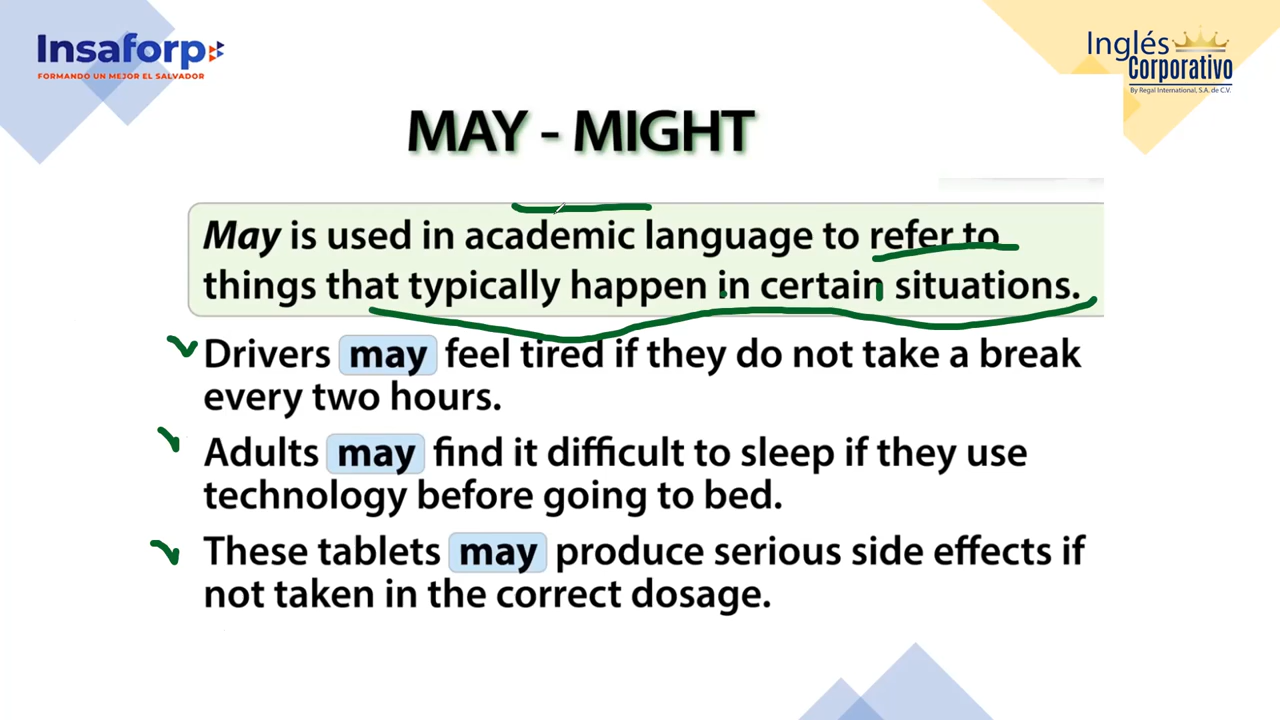 Insaforp
FORMANDO UN MEJOR EL SALVADOR
Inglés
Corporativo
By Regal International, S.A. de C.V.
MAY - MIGHT
May is used in academic language to refer to
things that typically happen in certain situations.
Drivers may feel tired if they do not take a break
every two hours.
Adults may find it difficult to sleep if they use
technology before going to bed.
These tablets may produce serious side effects if
not taken in the correct dosage.